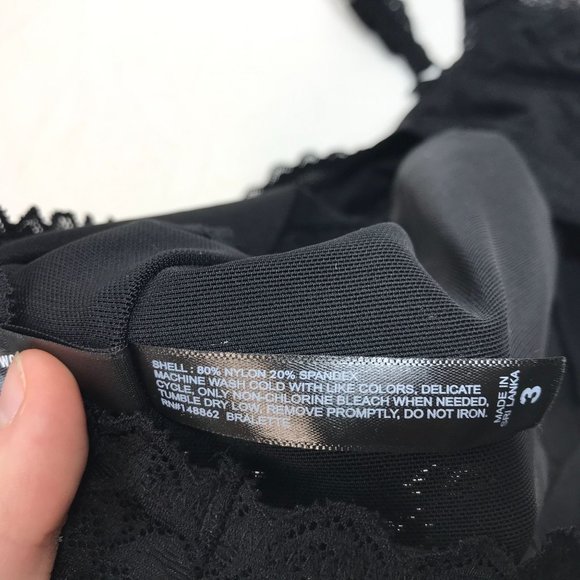 SHELL : 80% NYLON 20% SPANDEX
MACHINE WASH COLD WITH LIKE COLORS, DELICATE
CYCLE, ONLY NON-CHLORINE BLEACH WHEN NEEDED,
TUMBLE DRY LOW. REMOVE PROMPTLY, DO NOT IRON.
RN#148862 BRALETTE
MADE IN
SRI LANKA
3